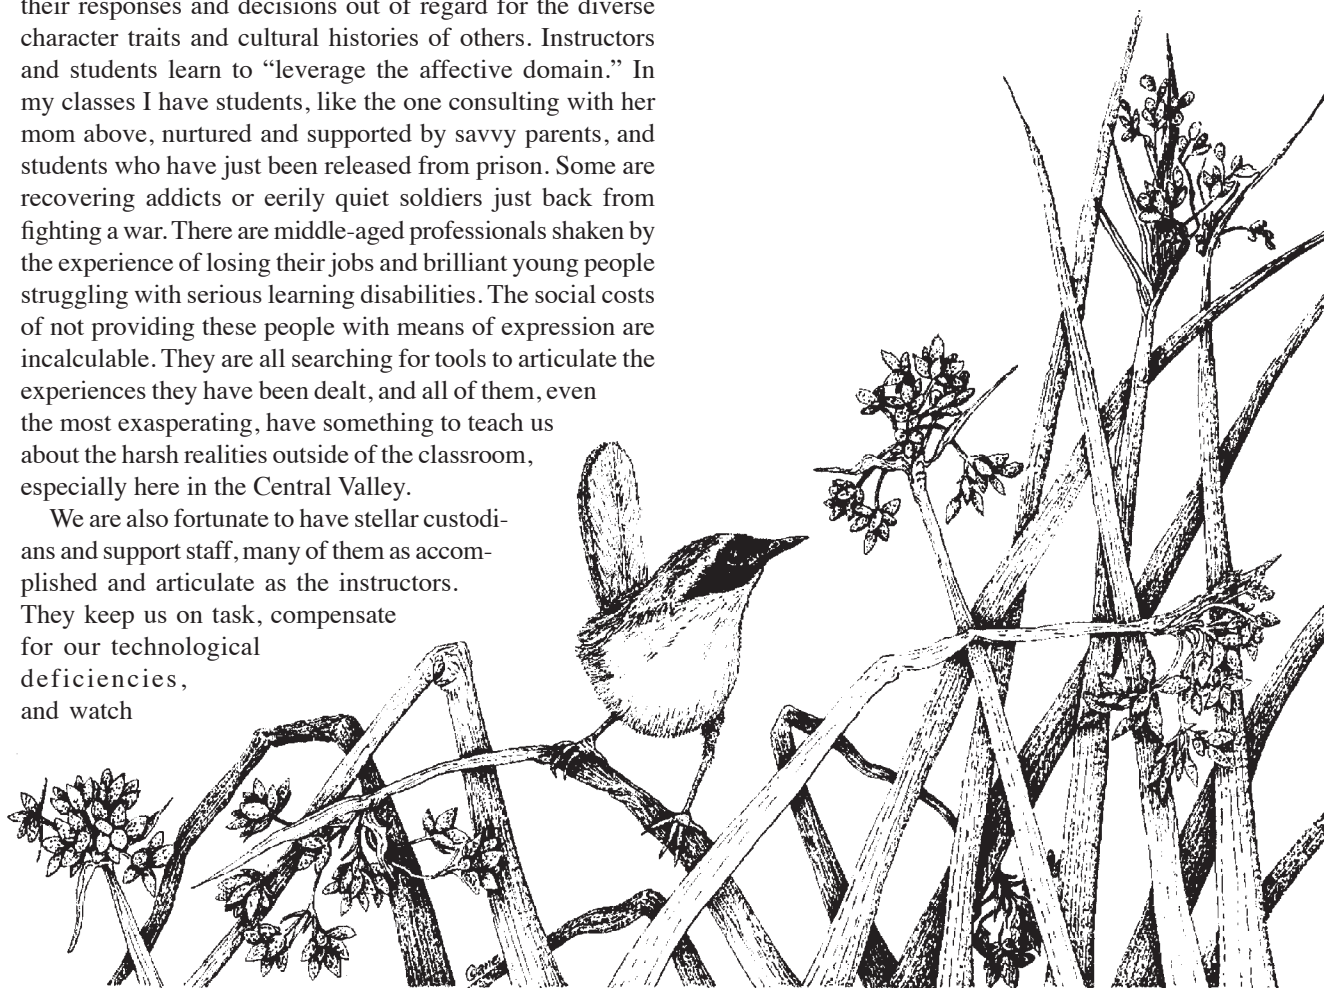 their responses and decisions out of regard for the diverse
character traits and cultural histories of others. Instructors
and students learn to “leverage the affective domain.” In
my classes I have students, like the one consulting with her
mom above, nurtured and supported by savvy parents, and
students who have just been released from prison. Some are
recovering addicts or eerily quiet soldiers just back from
fighting a war. There are middle-aged professionals shaken by
the experience of losing their jobs and brilliant young people
struggling with serious learning disabilities. The social costs
of not providing these people with means of expression are
incalculable. They are all searching for tools to articulate the
experiences they have been dealt, and all of them, even
the most exasperating, have something to teach us
about the harsh realities outside of the classroom,
especially here in the Central Valley.
We are also fortunate to have stellar custodi-
ans and support staff, many of them as accom-
plished and articulate as the instructors.
They keep us on task, compensate
for our technological
deficiencies,
and watch